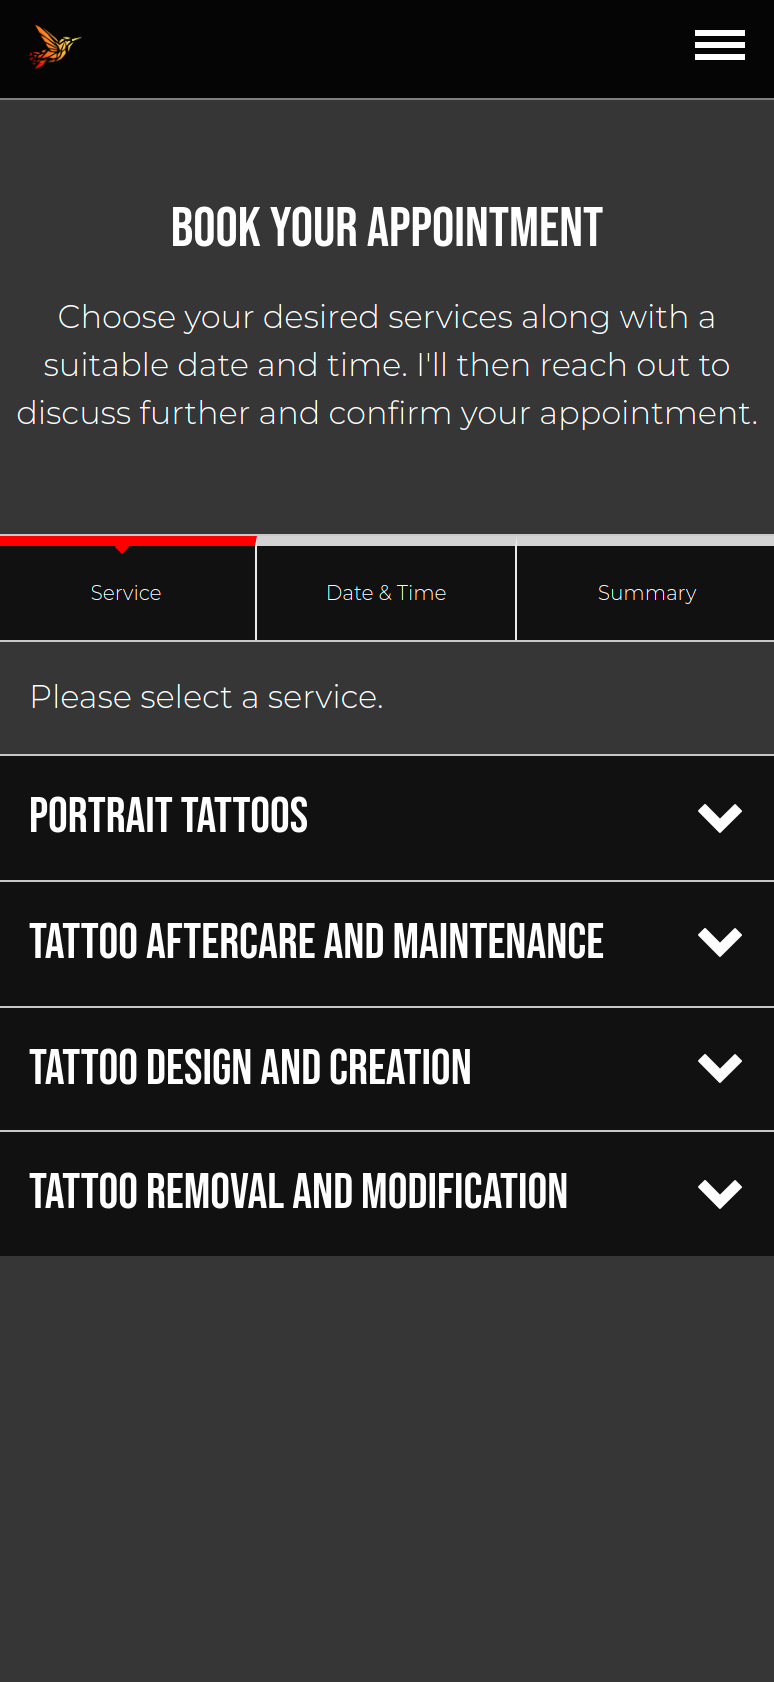 BOOK YOUR APPOINTMENT
Choose your desired services along with a
suitable date and time. I'll then reach out to
discuss further and confirm your appointment.
Service
Date & Time
Summary
Please select a service.
PORTRAIT TATTOOS
TATTOO AFTERCARE AND MAINTENANCE
TATTOO DESIGN AND CREATION
TATTOO REMOVAL AND MODIFICATION